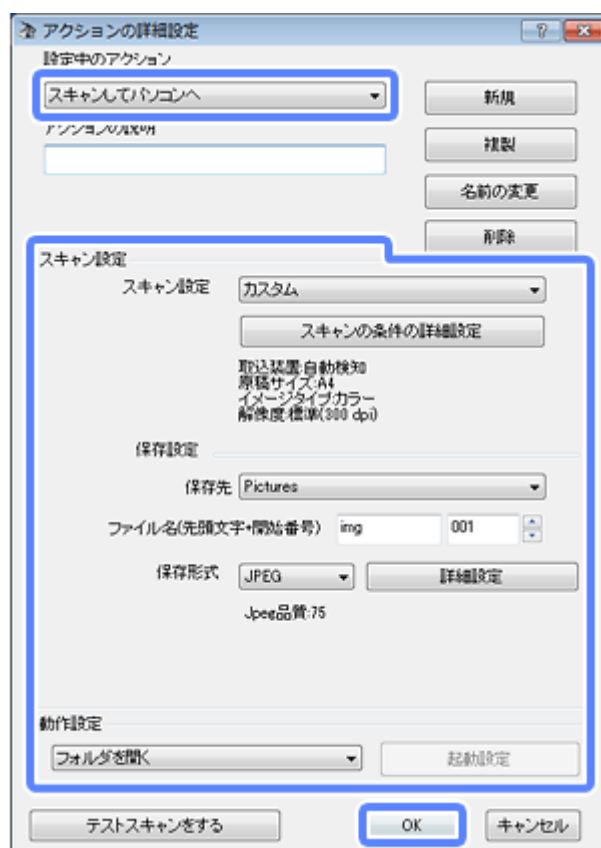 アクションの詳細設定
設定中のアクション
スキャンしてパソコンへ
新規
アクションの説明
複製
名前の変更
削除
スキャン設定
スキャン設定 カスタム
スキャンの条件の詳細設定
取込装置:自動検知
原稿サイズ:A4
イメージタイプ:カラー
解像度:標準(300 dpi)
保存設定
保存先 Pictures
ファイル名(先頭文字+開始番号) img 001
保存形式 JPEG 詳細設定
Jpeg品質:75
動作設定
フォルダを開く 起動設定
テストスキャンをする OK キャンセル